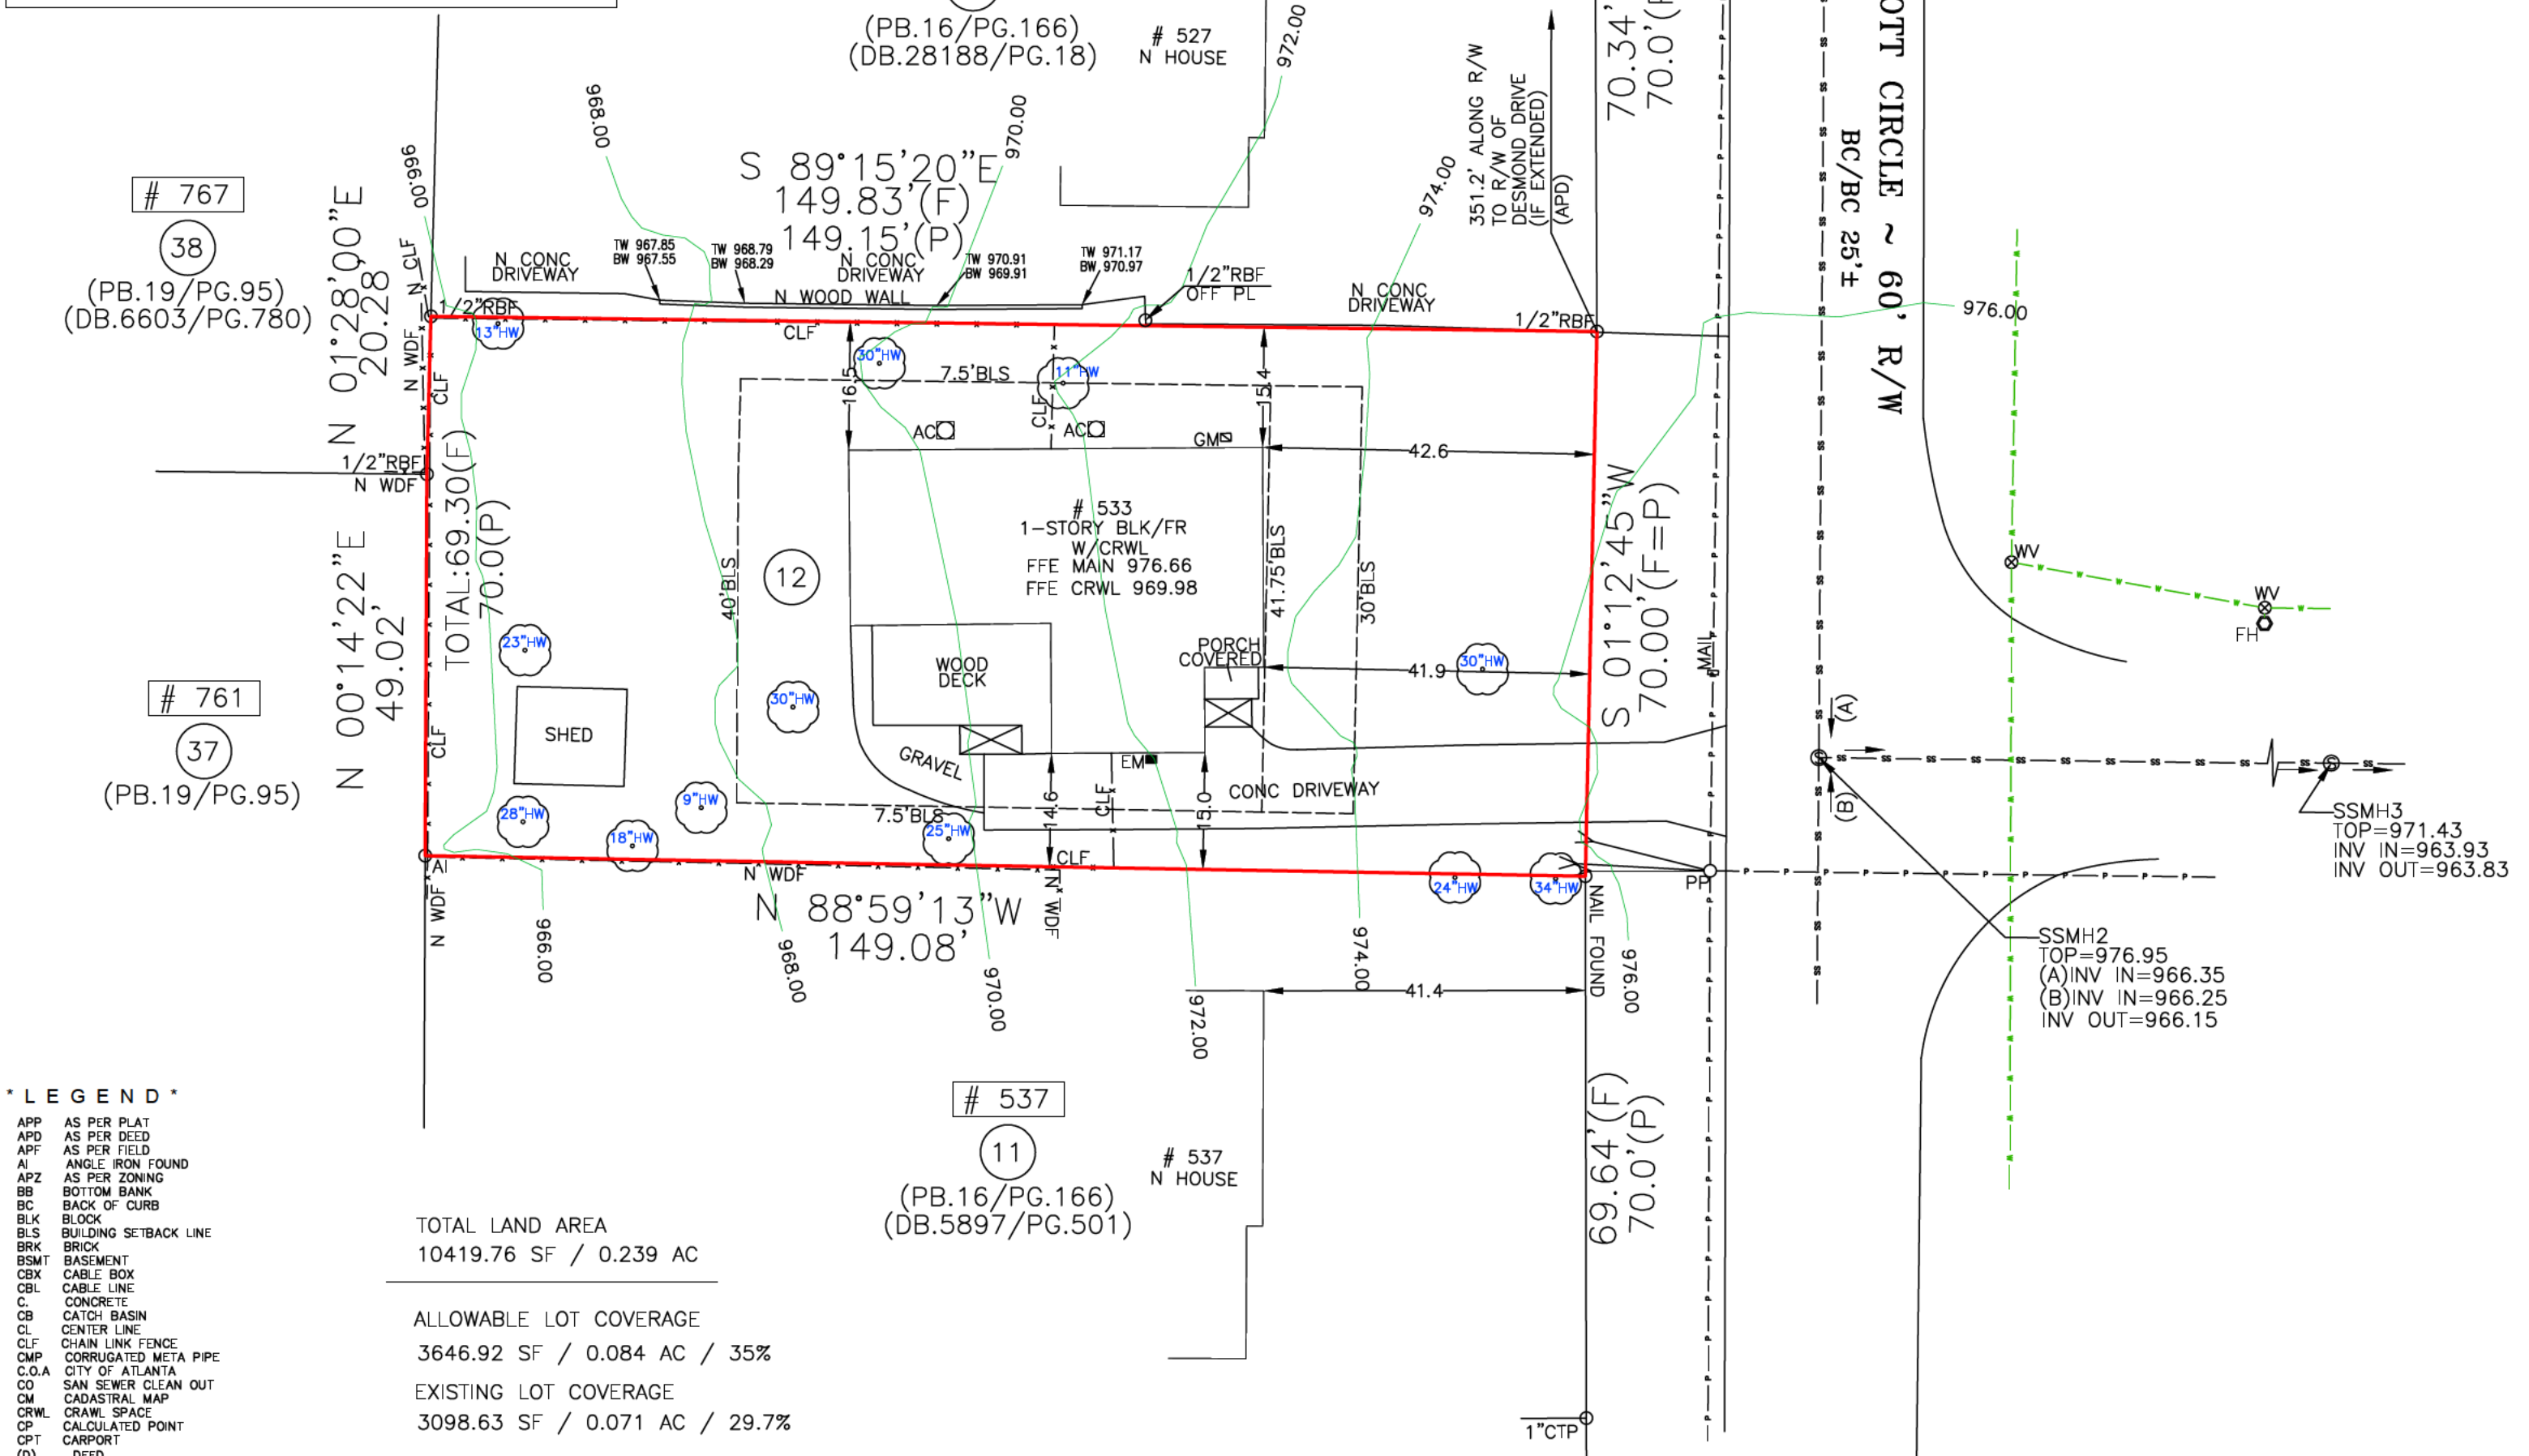 (PB.16/PG.166)
(DB.28188/PG.18)
# 527
N HOUSE
972.00
70.34'
70.0'(P
OTT CIRCLE ~ 60' R/W
BC/BC 25'±
351.2' ALONG R/W
TO R/W OF
DESMOND DRIVE
(IF EXTENDED)
(APD)
966.00
968.00
970.00
974.00
976.00
S 89°15'20"E
149.83'(F)
149.15'(P)
# 767
38
(PB.19/PG.95)
(DB.6603/PG.780)
N 01°28'00"E
20.28'
N CLF
N WDF
CLF
N CONC
DRIVEWAY
TW 967.85
BW 967.55
TW 968.79
BW 968.29
N CONC
DRIVEWAY
TW 970.91
BW 969.91
TW 971.17
BW 970.97
N WOOD WALL
1/2"RBF
OFF PL
N CONC
DRIVEWAY
1/2"RBF
1/2"RBF
13"HW
CLF
30"HW
7.5'BLS
11"HW
16.5
15.4
CLF
AC
AC
GM
42.6
1/2"RBF
N WDF
TOTAL:69.30(F)
70.0(P)
# 533
1-STORY BLK/FR
W/CRWL
FFE MAIN 976.66
FFE CRWL 969.98
12
40'BLS
41.75'BLS
30'BLS
S 01°12'45"W
70.00'(F=P)
N 00°14'22"E
49.02'
CLF
# 761
37
(PB.19/PG.95)
23"HW
SHED
30"HW
WOOD
DECK
PORCH
COVERED
41.9
30"HW
MAIL
GRAVEL
EM
CONC DRIVEWAY
28"HW
18"HW
9"HW
7.5'BLS
25"HW
14.6
CLF
15.0
24"HW
34"HW
AI
N WDF
N WDF
CLF
N WDF
N 88°59'13"W
149.08'
NAIL FOUND
PP
WV
WV
FH
(A)
(B)
SSMH3
TOP=971.43
INV IN=963.93
INV OUT=963.83
SSMH2
TOP=976.95
(A)INV IN=966.35
(B)INV IN=966.25
INV OUT=966.15
966.00
968.00
970.00
972.00
974.00
976.00
41.4
# 537
11
(PB.16/PG.166)
(DB.5897/PG.501)
# 537
N HOUSE
69.64'(F)
70.0'(P)
1"CTP
* L E G E N D *
APP AS PER PLAT
APD AS PER DEED
APF AS PER FIELD
AI ANGLE IRON FOUND
APZ AS PER ZONING
BB BOTTOM BANK
BC BACK OF CURB
BLK BLOCK
BLS BUILDING SETBACK LINE
BRK BRICK
BSMT BASEMENT
CBX CABLE BOX
CBL CABLE LINE
C. CONCRETE
CB CATCH BASIN
CL CENTER LINE
CLF CHAIN LINK FENCE
CMP CORRUGATED META PIPE
C.O.A CITY OF ATLANTA
CO SAN SEWER CLEAN OUT
CM CADASTRAL MAP
CRWL CRAWL SPACE
CP CALCULATED POINT
CPT CARPORT
(D) DEED
TOTAL LAND AREA
10419.76 SF / 0.239 AC
ALLOWABLE LOT COVERAGE
3646.92 SF / 0.084 AC / 35%
EXISTING LOT COVERAGE
3098.63 SF / 0.071 AC / 29.7%